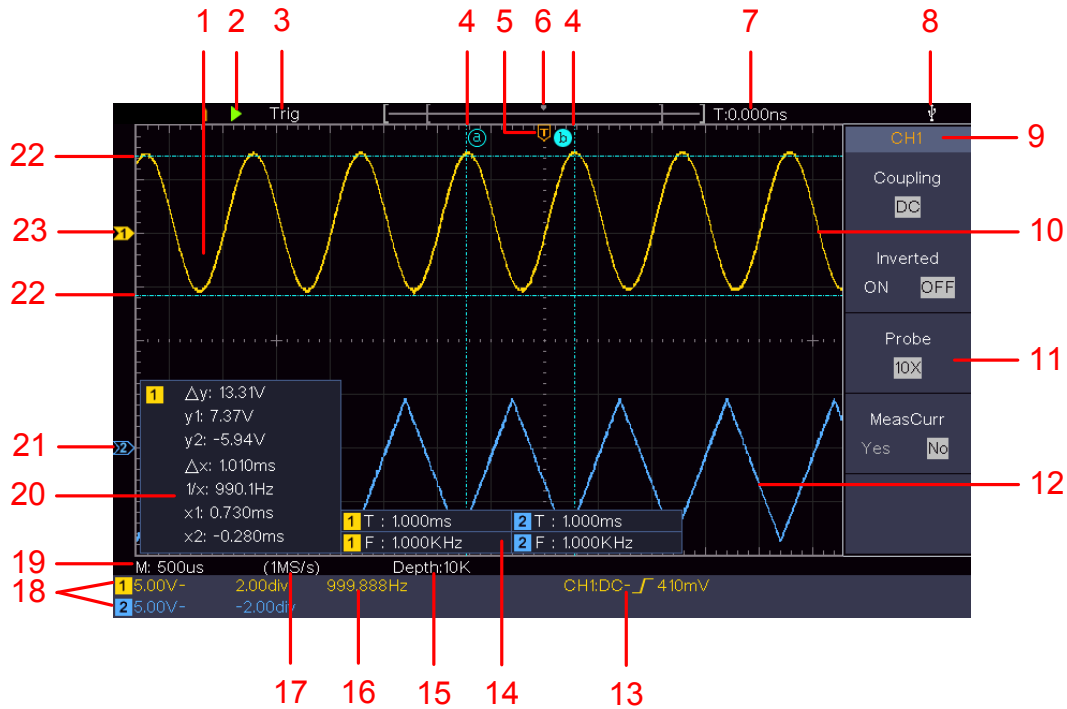 1 2 3 4 5 6 4 7 8
Trig T:0.000ns
T
a b
CH1
9
Coupling
DC
Inverted
ON OFF
10
Probe
10X
11
MeasCurr
Yes No
12
22
23
1
22
21
2
20
1 Δy: 13.31V
y1: 7.37V
y2: -5.94V
Δx: 1.010ms
1/x: 990.1Hz
x1: 0.730ms
x2: -0.280ms
1 T : 1.000ms 2 T : 1.000ms
1 F : 1.000KHz 2 F : 1.000KHz
19
M: 500us (1MS/s) Depth:10K
18
1 5.00V~ 2.00div 999.888Hz CH1:DC- 410mV
2 5.00V~ -2.00div
17 16 15 14 13